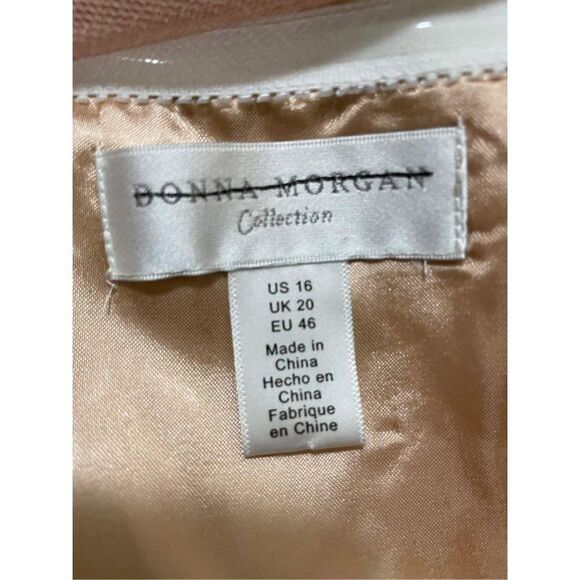 DONNA MORGAN
Collection
US 16
UK 20
EU 46
Made in
China
Hecho en
China
Fabrique
en Chine